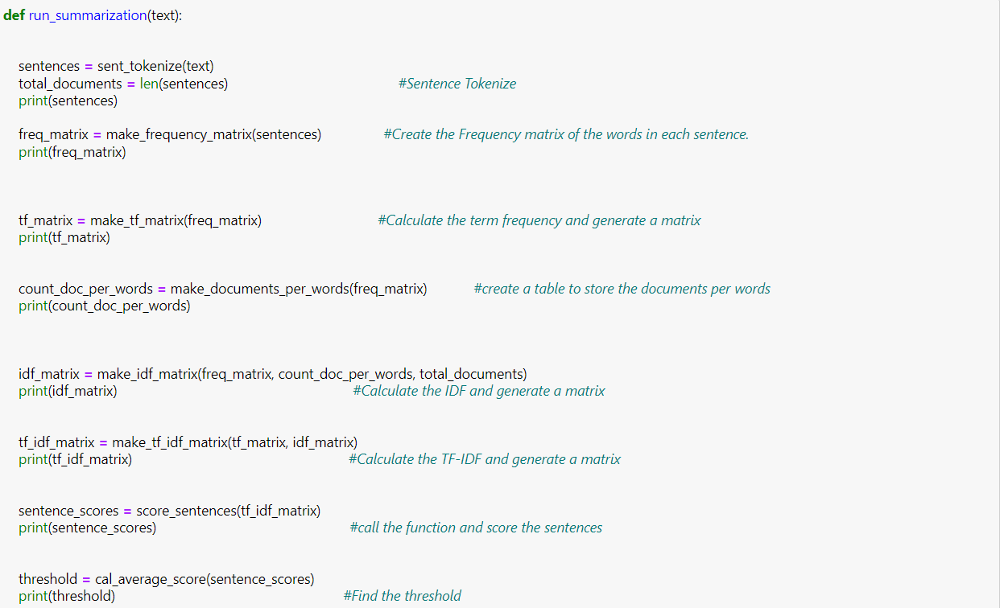 def run_summarization(text):
sentences = sent_tokenize(text)
total_documents = len(sentences) #Sentence Tokenize
print(sentences)
freq_matrix = make_frequency_matrix(sentences) #Create the Frequency matrix of the words in each sentence.
print(freq_matrix)
tf_matrix = make_tf_matrix(freq_matrix) #Calculate the term frequency and generate a matrix
print(tf_matrix)
count_doc_per_words = make_documents_per_words(freq_matrix) #create a table to store the documents per words
print(count_doc_per_words)
idf_matrix = make_idf_matrix(freq_matrix, count_doc_per_words, total_documents)
print(idf_matrix) #Calculate the IDF and generate a matrix
tf_idf_matrix = make_tf_idf_matrix(tf_matrix, idf_matrix)
print(tf_idf_matrix) #Calculate the TF-IDF and generate a matrix
sentence_scores = score_sentences(tf_idf_matrix)
print(sentence_scores) #call the function and score the sentences
threshold = cal_average_score(sentence_scores)
print(threshold) #Find the threshold